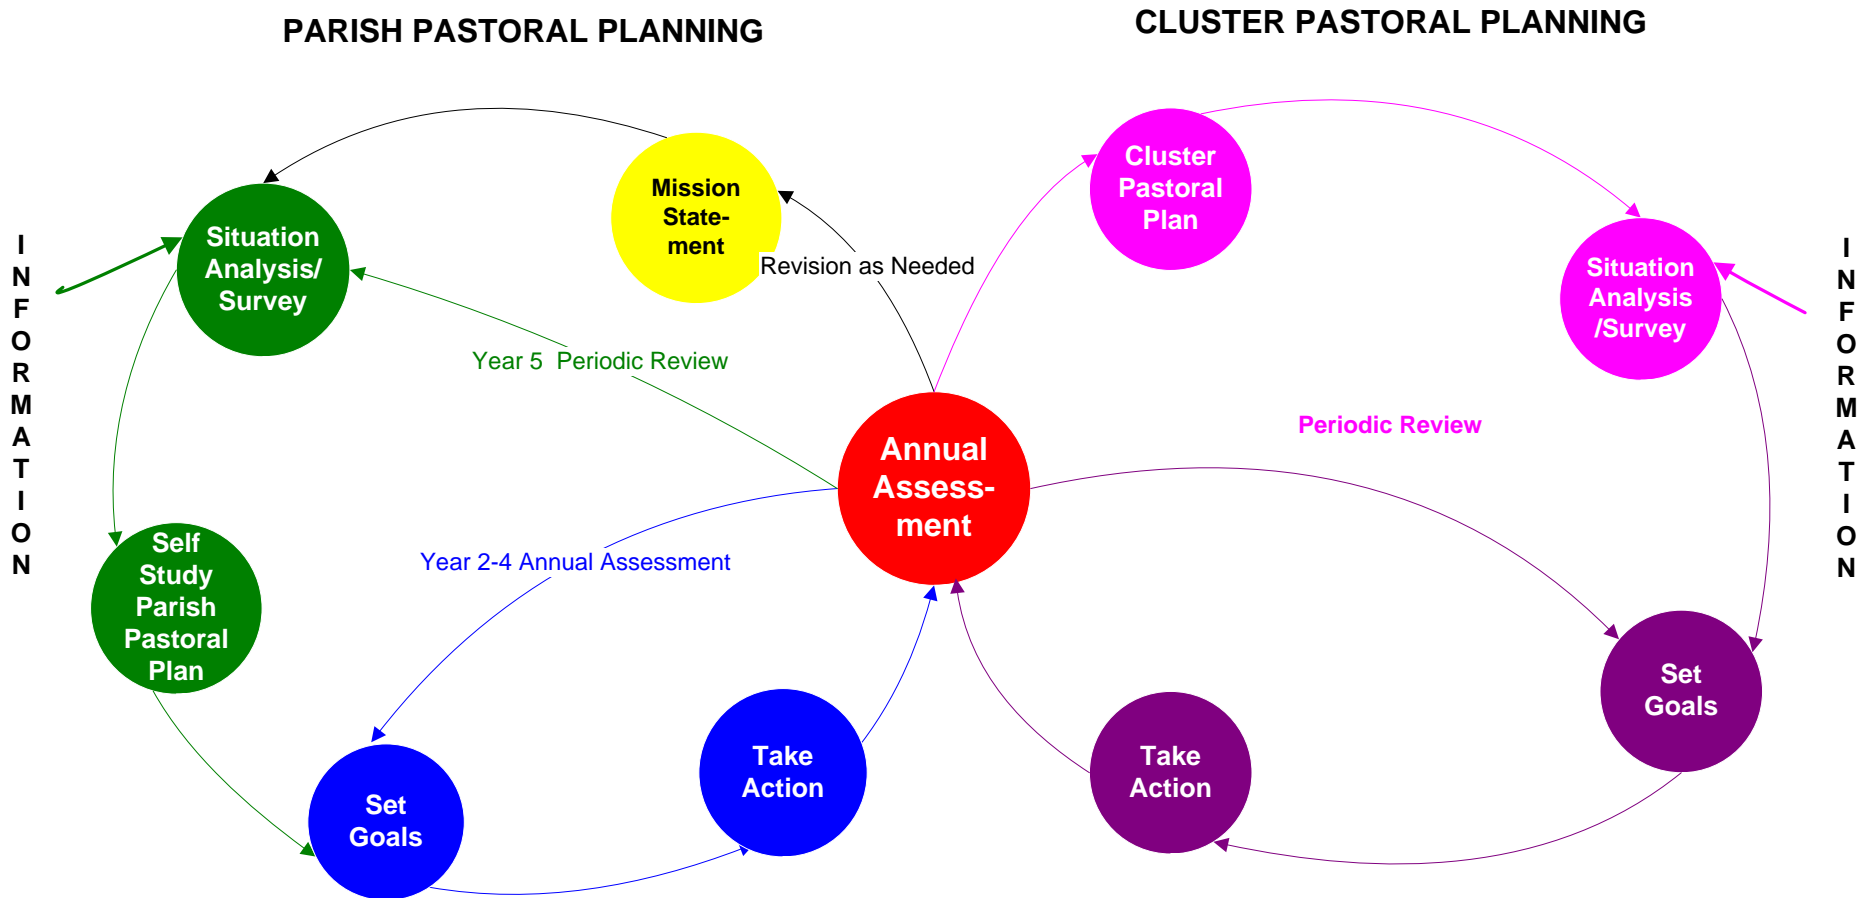 PARISH PASTORAL PLANNING
CLUSTER PASTORAL PLANNING
INFORMATION
Situation
Analysis/
Survey
Mission
State-
ment
Revision as Needed
Year 5  Periodic Review
Self
Study
Parish
Pastoral
Plan
Year 2-4 Annual Assessment
Set
Goals
Take
Action
Annual
Assess-
ment
Cluster
Pastoral
Plan
Situation
Analysis
/Survey
Periodic Review
Set
Goals
Take
Action
INFORMATION